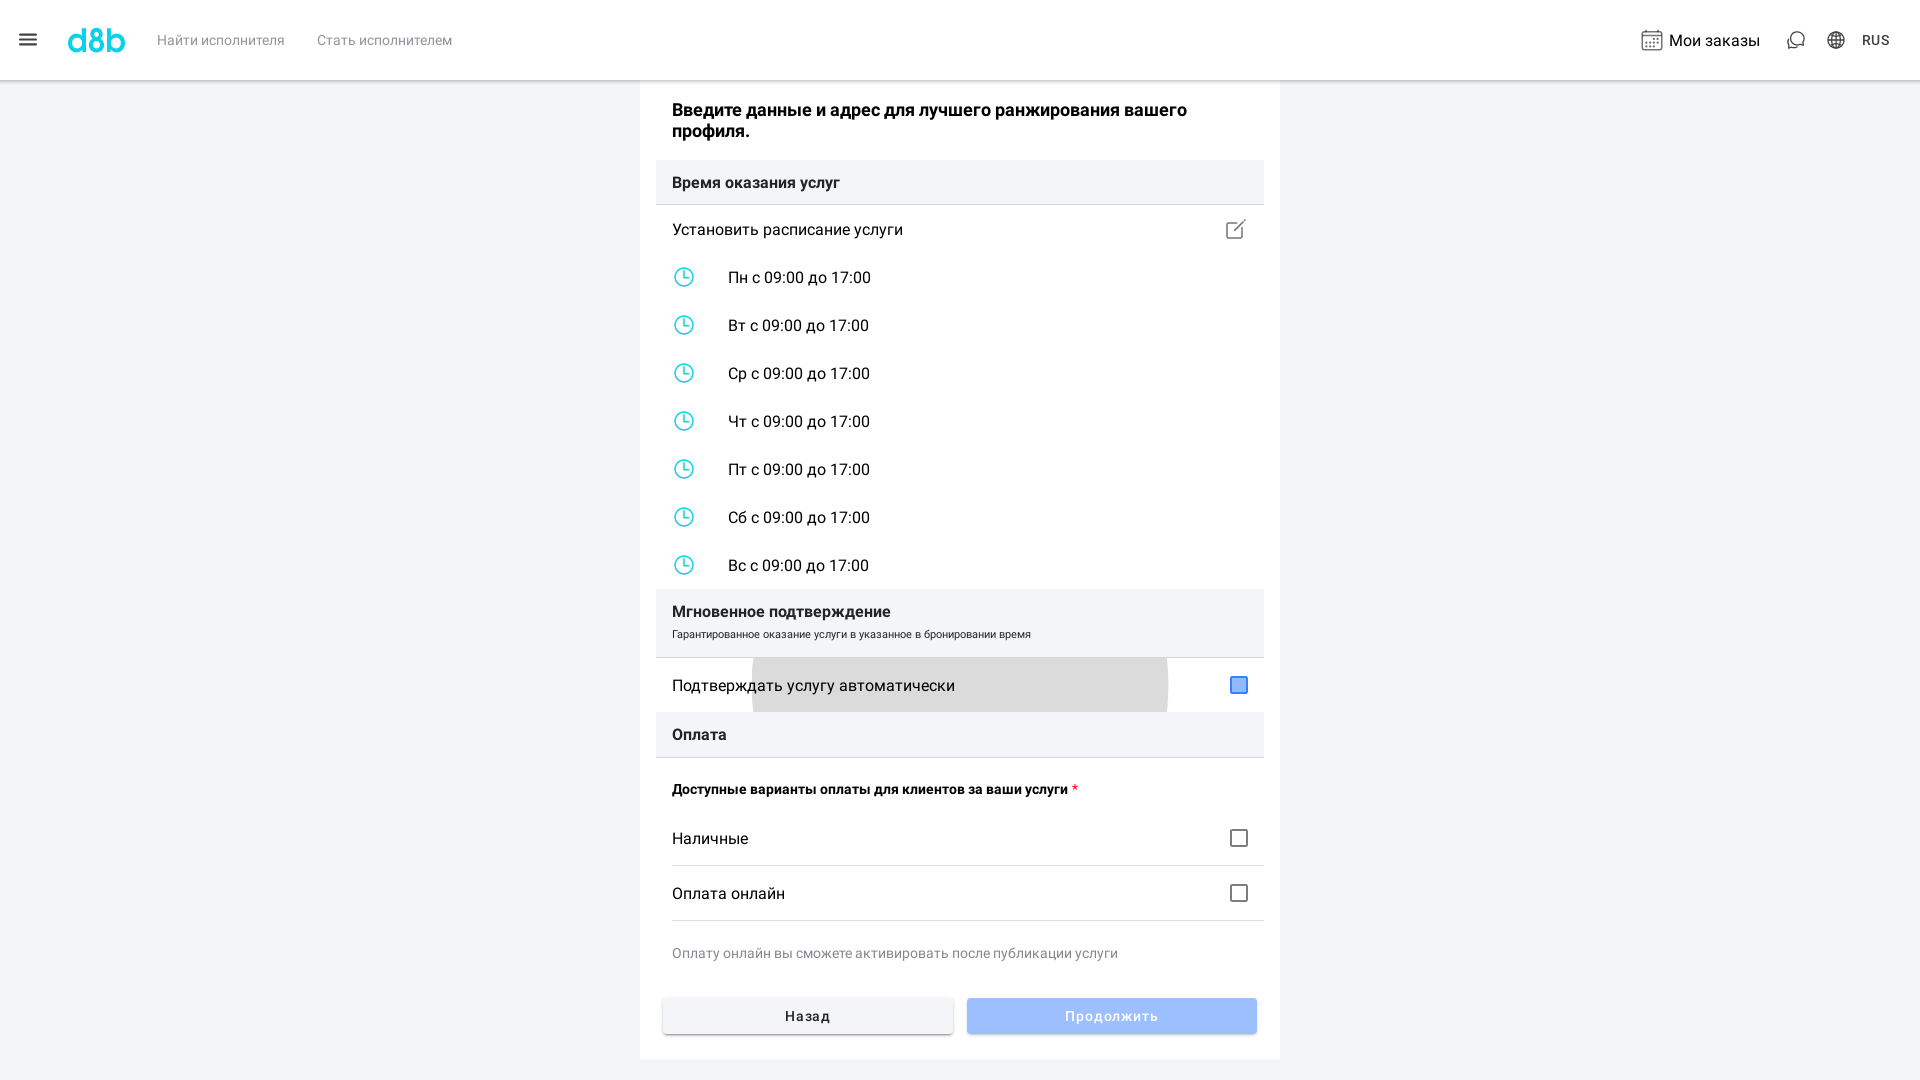 d8b
Найти исполнителя
Стать исполнителем
Мои заказы
RUS
Введите данные и адрес для лучшего ранжирования вашего
профиля.
Время оказания услуг
Установить расписание услуги
Пн с 09:00 до 17:00
Вт с 09:00 до 17:00
Ср с 09:00 до 17:00
Чт с 09:00 до 17:00
Пт с 09:00 до 17:00
Сб с 09:00 до 17:00
Вс с 09:00 до 17:00
Мгновенное подтверждение
Гарантированное оказание услуги в указанное в бронировании время
Подтверждать услугу автоматически
Оплата
Доступные варианты оплаты для клиентов за ваши услуги *
Наличные
Оплата онлайн
Оплату онлайн вы сможете активировать после публикации услуги
Назад
Продолжить